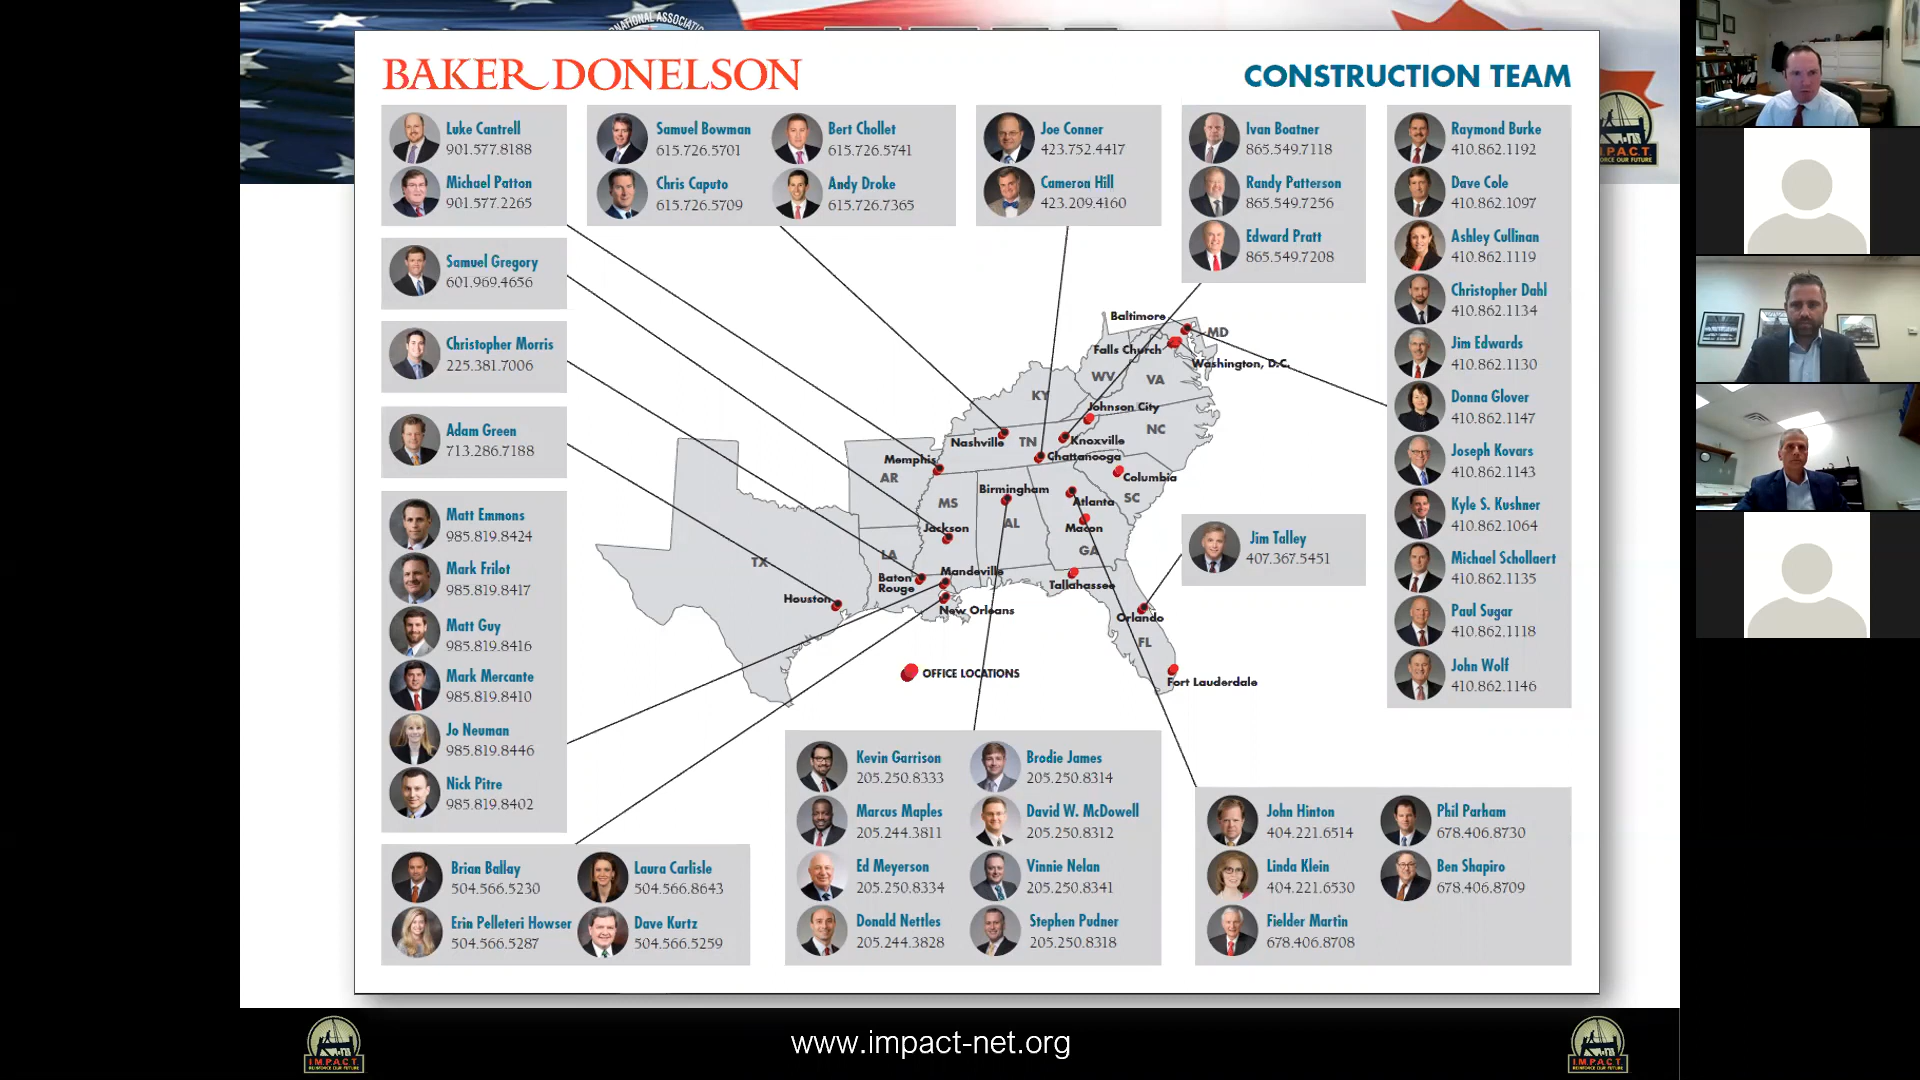 NATIONAL ASSOCIATI
BAKER DONELSON
CONSTRUCTION TEAM
Luke Cantrell
901.577.8188
Michael Patton
901.577.2265
Samuel Bowman
615.726.5701
Chris Caputo
615.726.5709
Bert Chollet
615.726.5741
Andy Droke
615.726.7365
Joe Conner
423.752.4417
Cameron Hill
423.209.4160
Ivan Boatner
865.549.7118
Randy Patterson
865.549.7256
Edward Pratt
865.549.7208
Raymond Burke
410.862.1192
Dave Cole
410.862.1097
Ashley Cullinan
410.862.1119
Christopher Dahl
410.862.1134
Jim Edwards
410.862.1130
Donna Glover
410.862.1147
Joseph Kovars
410.862.1143
Kyle S. Kushner
410.862.1064
Michael Schollaert
410.862.1135
Paul Sugar
410.862.1118
John Wolf
410.862.1146
Samuel Gregory
601.969.4656
Christopher Morris
225.381.7006
Adam Green
713.286.7188
Matt Emmons
985.819.8424
Mark Frilot
985.819.8417
Matt Guy
985.819.8416
Mark Mercante
985.819.8410
Jo Neuman
985.819.8446
Nick Pitre
985.819.8402
Baltimore
MD
Falls Church
Washington, D.C.
WV
VA
KY
Johnson City
NC
Nashville
TN
Knoxville
Chattanooga
Memphis
AR
Columbia
SC
Birmingham
MS
AL
Atlanta
Macon
GA
Jackson
LA
TX
Baton
Rouge
Mandeville
Tallahassee
Houston
New Orleans
Orlando
FL
Fort Lauderdale
OFFICE LOCATIONS
Jim Talley
407.367.5451
Brian Ballay
504.566.5230
Laura Carlisle
504.566.8643
Erin Pelleteri Howser
504.566.5287
Dave Kurtz
504.566.5259
Kevin Garrison
205.250.8333
Brodie James
205.250.8314
Marcus Maples
205.244.3811
David W. McDowell
205.250.8312
Ed Meyerson
205.250.8334
Vinnie Nelan
205.250.8341
Donald Nettles
205.244.3828
Stephen Pudner
205.250.8318
John Hinton
404.221.6514
Phil Parham
678.406.8730
Linda Klein
404.221.6530
Ben Shapiro
678.406.8709
Fielder Martin
678.406.8708
I.M.P.A.C.T.
REINFORCE OUR FUTURE
www.impact-net.org
I.M.P.A.C.T.
REINFORCE OUR FUTURE